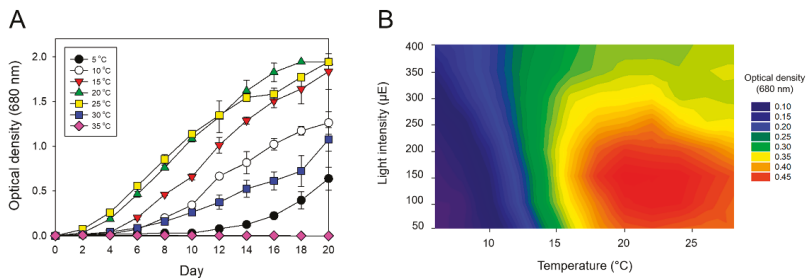 A
Optical density (680 nm)
2.0
1.5
1.0
0.5
0.0
5 °C
10 °C
15 °C
20 °C
25 °C
30 °C
35 °C
0 2 4 6 8 10 12 14 16 18 20
Day
B
Light intensity (µE)
400
350
300
250
200
150
100
50
10 15 20 25
Temperature (°C)
Optical density
(680 nm)
0.10
0.15
0.20
0.25
0.30
0.35
0.40
0.45